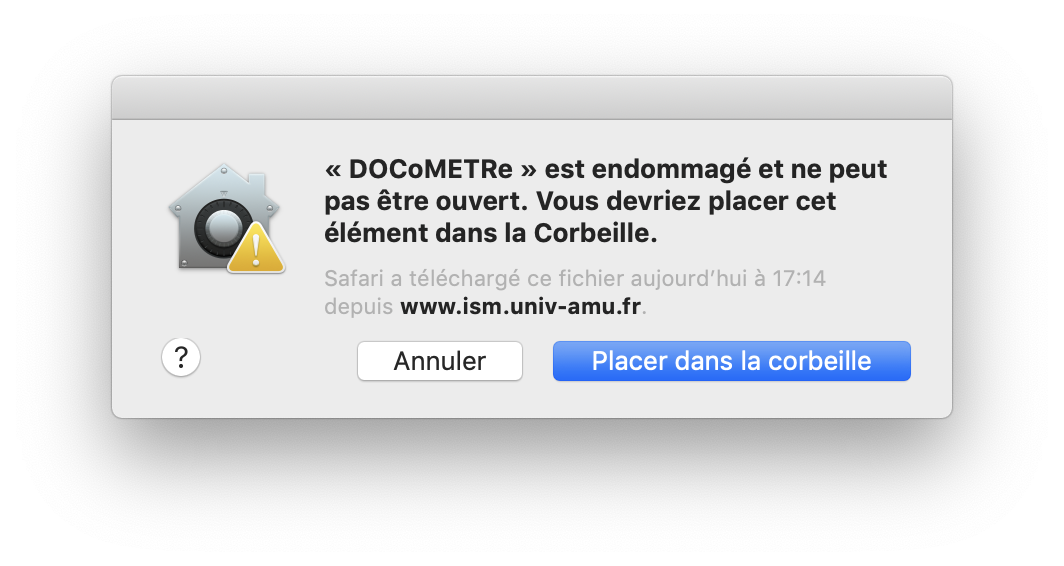 « DOCoMETRe » est endommagé et ne peut
pas être ouvert. Vous devriez placer cet
élément dans la Corbeille.
Safari a téléchargé ce fichier aujourd’hui à 17:14
depuis www.ism.univ-amu.fr.
?
Annuler
Placer dans la corbeille